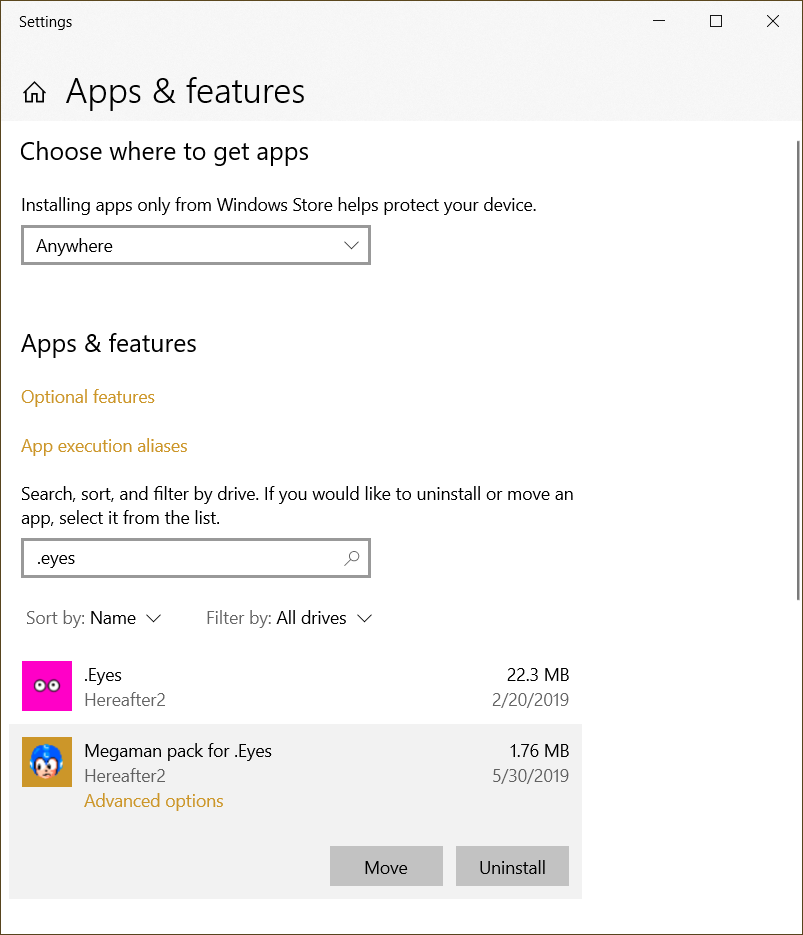 Settings
Apps & features
Choose where to get apps
Installing apps only from Windows Store helps protect your device.
Anywhere
Apps & features
Optional features
App execution aliases
Search, sort, and filter by drive. If you would like to uninstall or move an
app, select it from the list.
.eyes
Sort by: Name Filter by: All drives
.Eyes 22.3 MB
Hereafter2 2/20/2019
Megaman pack for .Eyes 1.76 MB
Hereafter2 5/30/2019
Advanced options
Move Uninstall